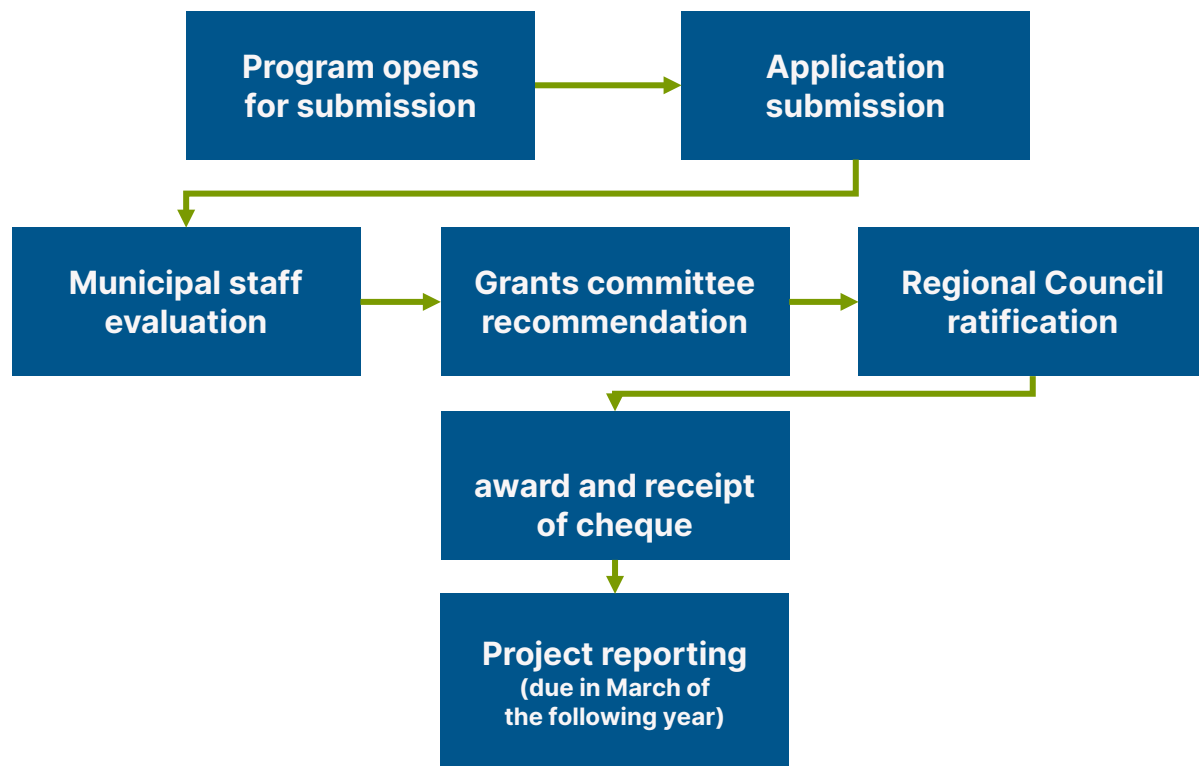 Program opens
for submission
Application
submission
Municipal staff
evaluation
Grants committee
recommendation
Regional Council
ratification
award and receipt
of cheque
Project reporting
(due in March of
the following year)